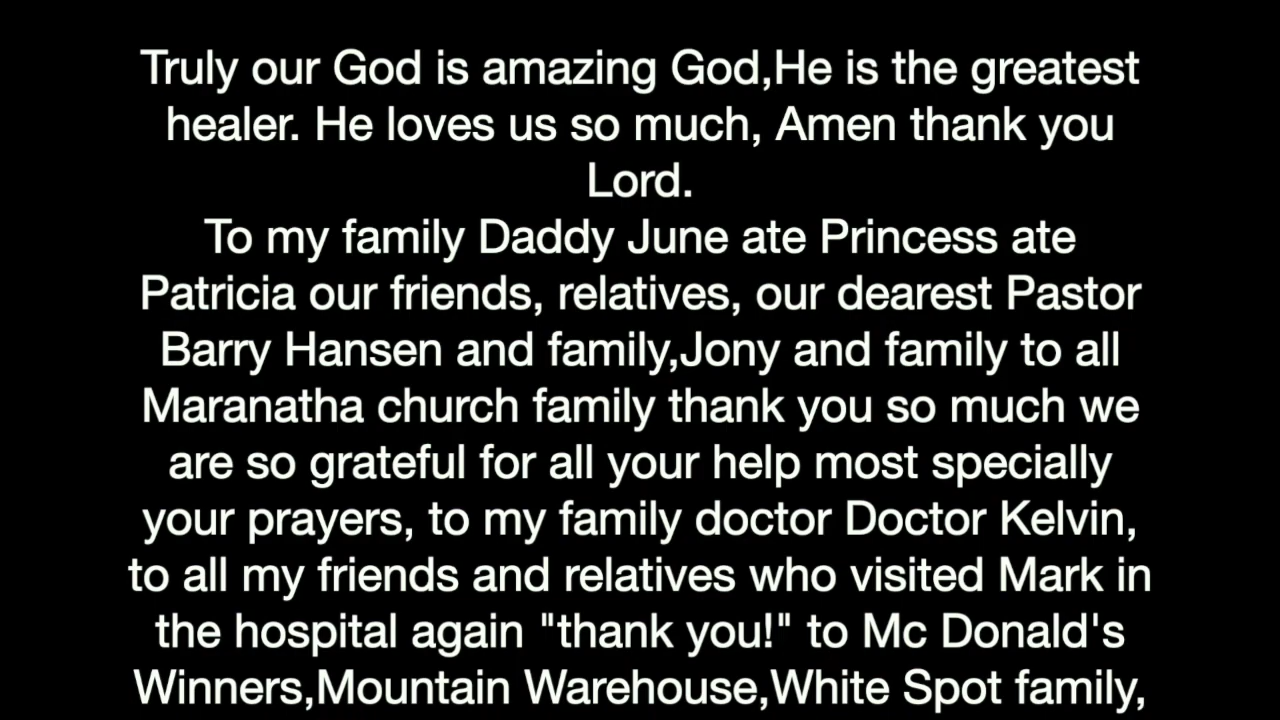 Truly our God is amazing God,He is the greatest
healer. He loves us so much, Amen thank you
Lord.
To my family Daddy June ate Princess ate
Patricia our friends, relatives, our dearest Pastor
Barry Hansen and family,Jony and family to all
Maranatha church family thank you so much we
are so grateful for all your help most specially
your prayers, to my family doctor Doctor Kelvin,
to all my friends and relatives who visited Mark in
the hospital again "thank you!" to Mc Donald's
Winners,Mountain Warehouse,White Spot family,